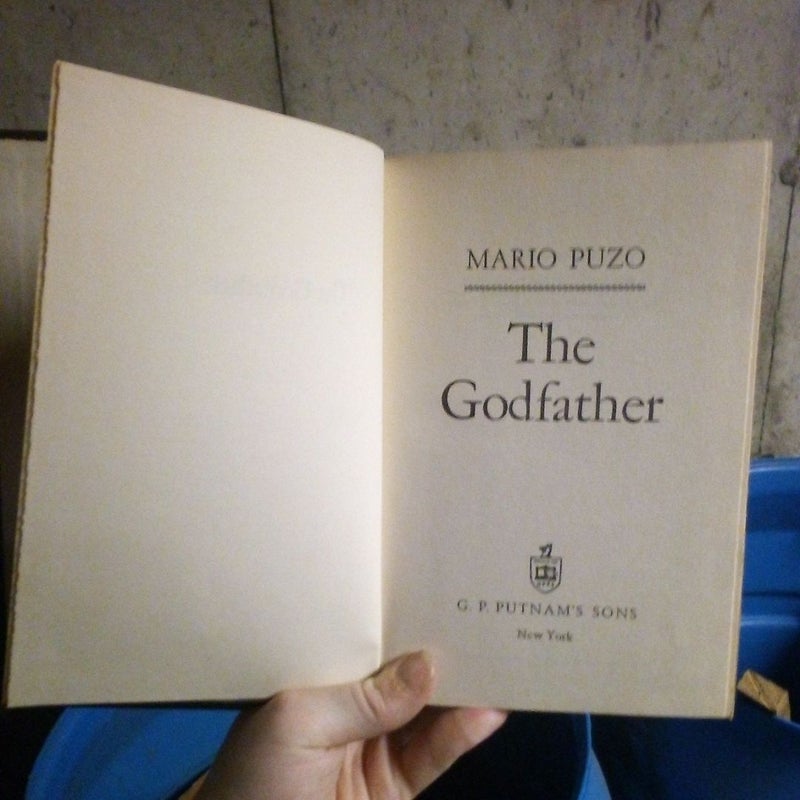 MARIO PUZO
The
Godfather
G. P. PUTNAM'S SONS
New York